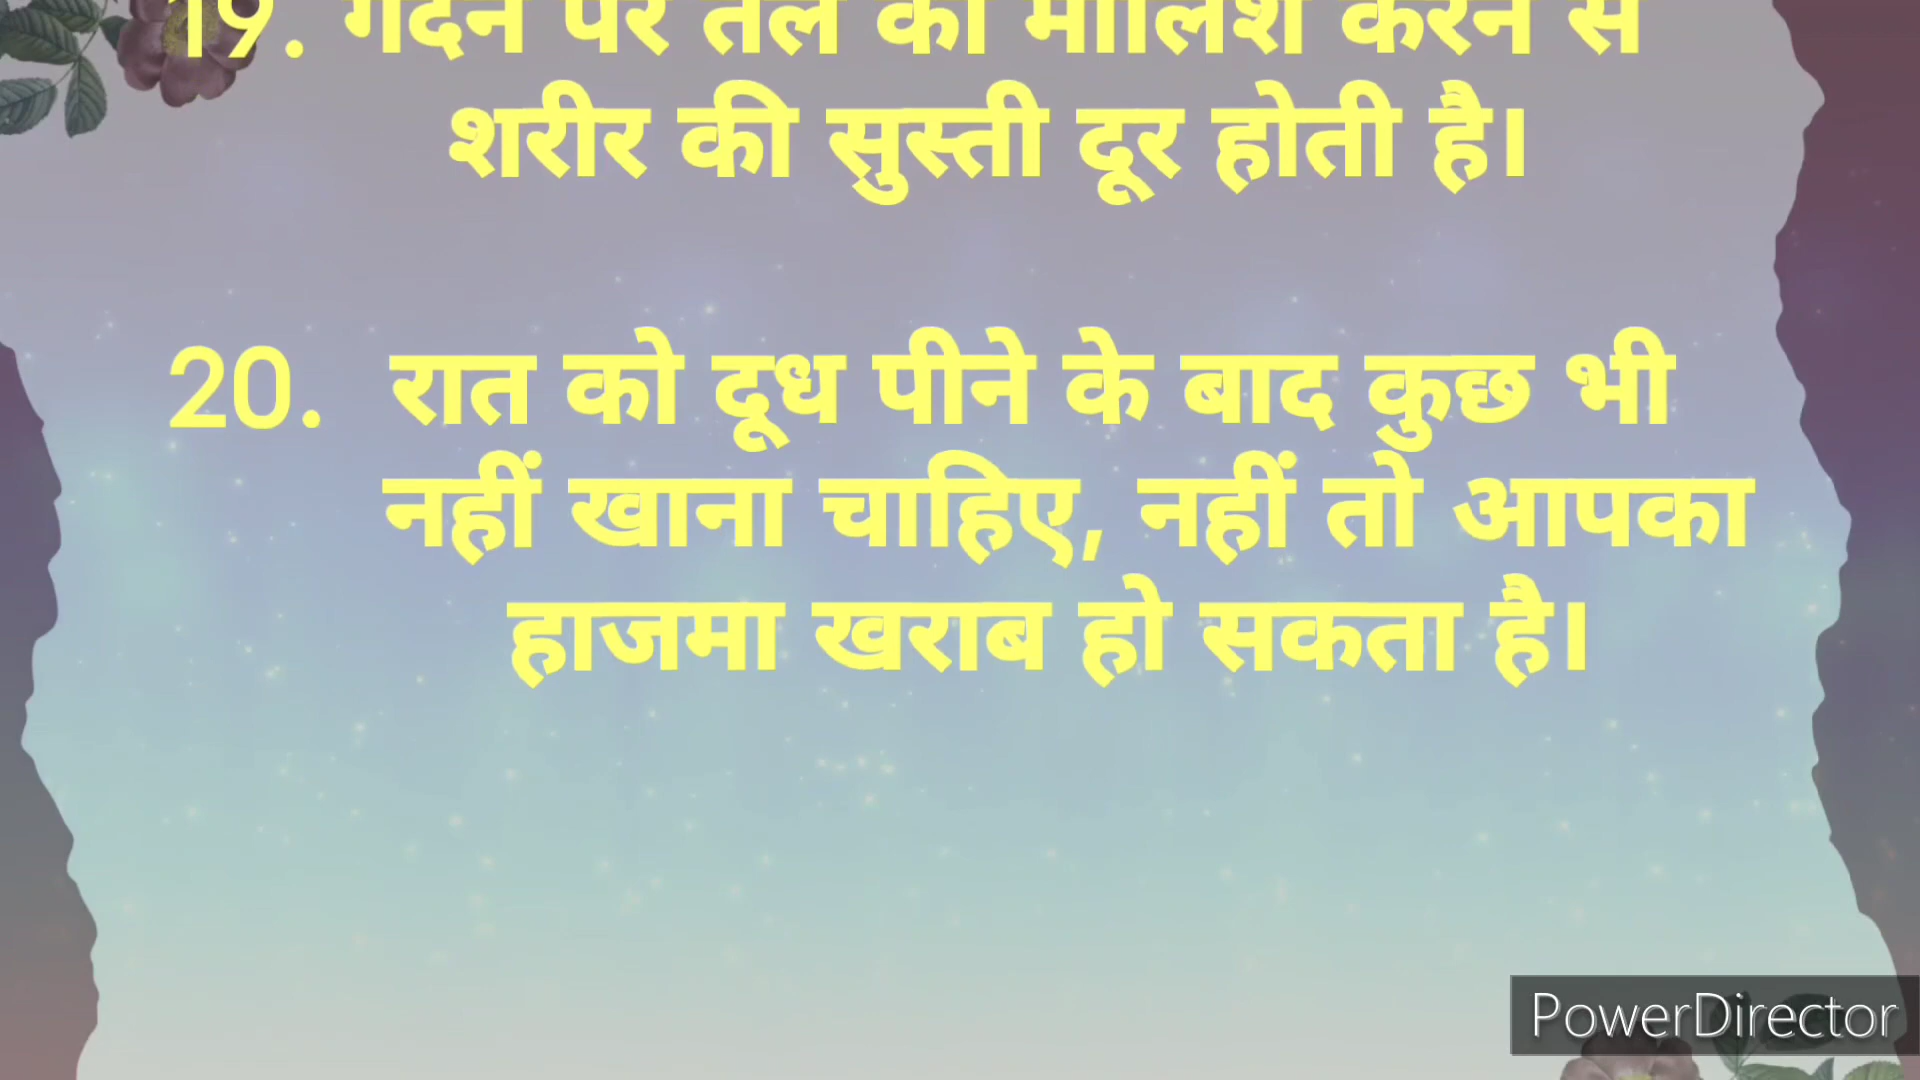 19. गर्दन पर तेल की मालिश करने से
शरीर की सुस्ती दूर होती है।
20. रात को दूध पीने के बाद कुछ भी
नहीं खाना चाहिए, नहीं तो आपका
हाजमा खराब हो सकता है।
PowerDirector